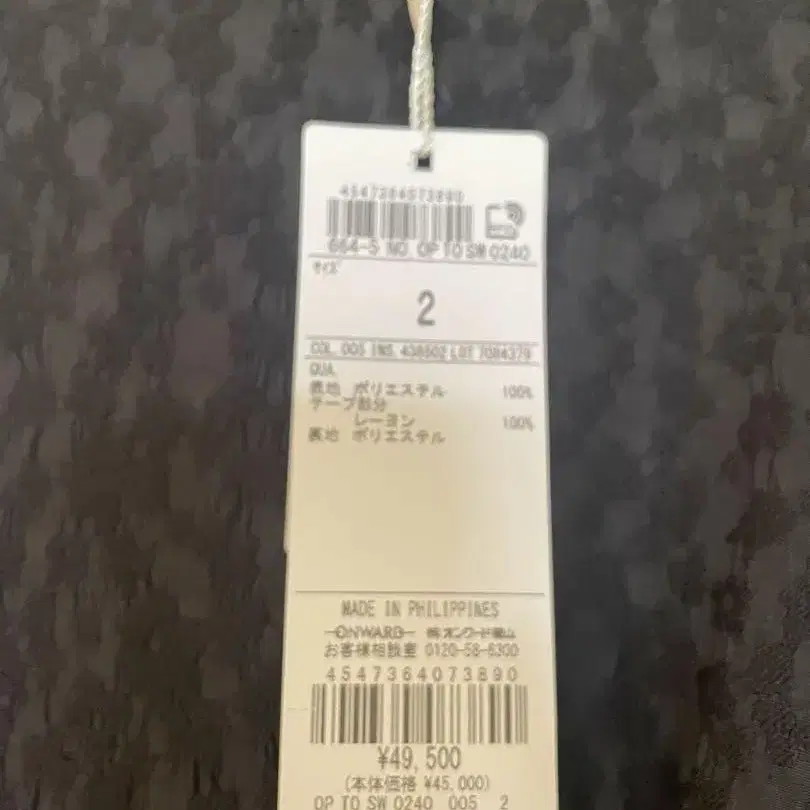 4547364073890
664-5 NO OP TO SW 0240
サイズ
2
COL. 005 INS. 438602 LOT 7084379
QUA.
表地 ポリエステル 100%
テープ部分
レーヨン 100%
裏地 ポリエステル
MADE IN PHILIPPINES
-ONWARD- ㈱オンワード樫山
お客様相談室 0120-58-6300
4547364073890
¥49,500
(本体価格 ¥45,000)
OP TO SW 0240 005 2